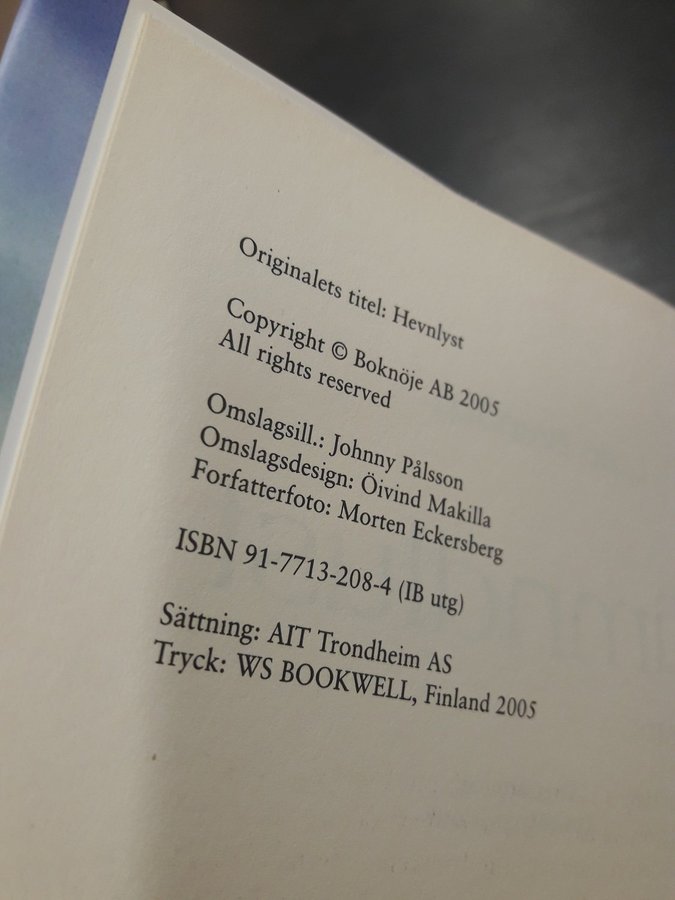 Originalets titel: Hevnlyst
Copyright © Boknöje AB 2005
All rights reserved
Omslagsill.: Johnny Pålsson
Omslagsdesign: Öivind Makilla
Forfatterfoto: Morten Eckersberg
ISBN 91-7713-208-4 (IB utg)
Sättning: AIT Trondheim AS
Tryck: WS BOOKWELL, Finland 2005